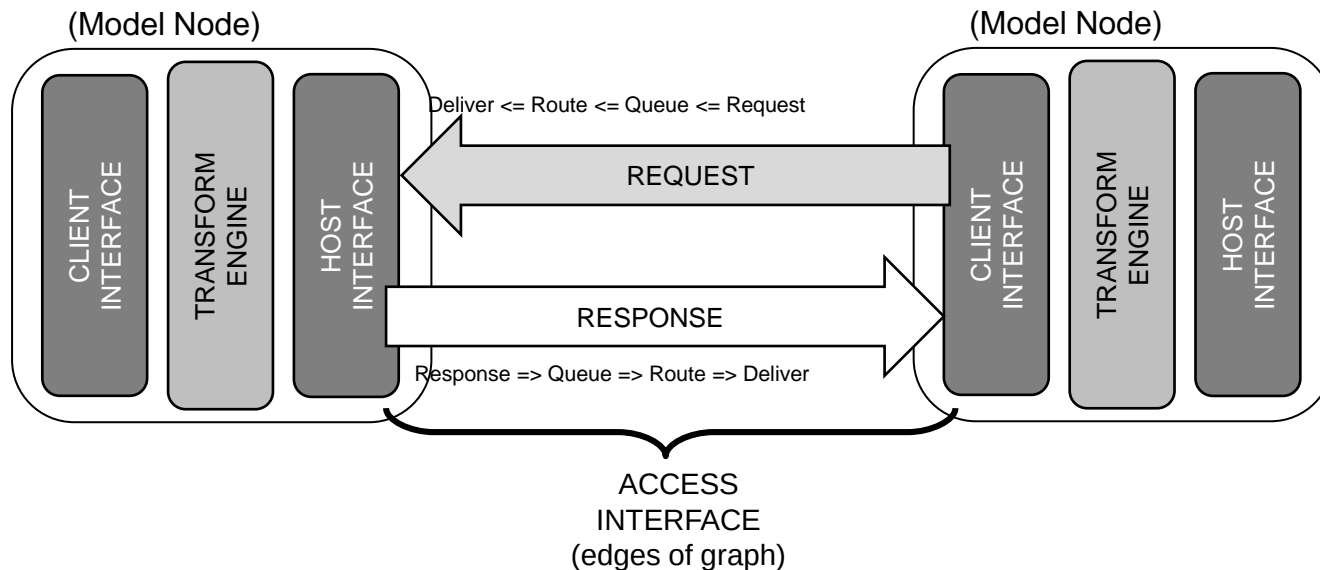 (Model Node)
(Model Node)
CLIENT
INTERFACE
TRANSFORM
ENGINE
HOST
INTERFACE
Deliver <= Route <= Queue <= Request
REQUEST
RESPONSE
Response => Queue => Route => Deliver
CLIENT
INTERFACE
TRANSFORM
ENGINE
HOST
INTERFACE
ACCESS
INTERFACE
(edges of graph)